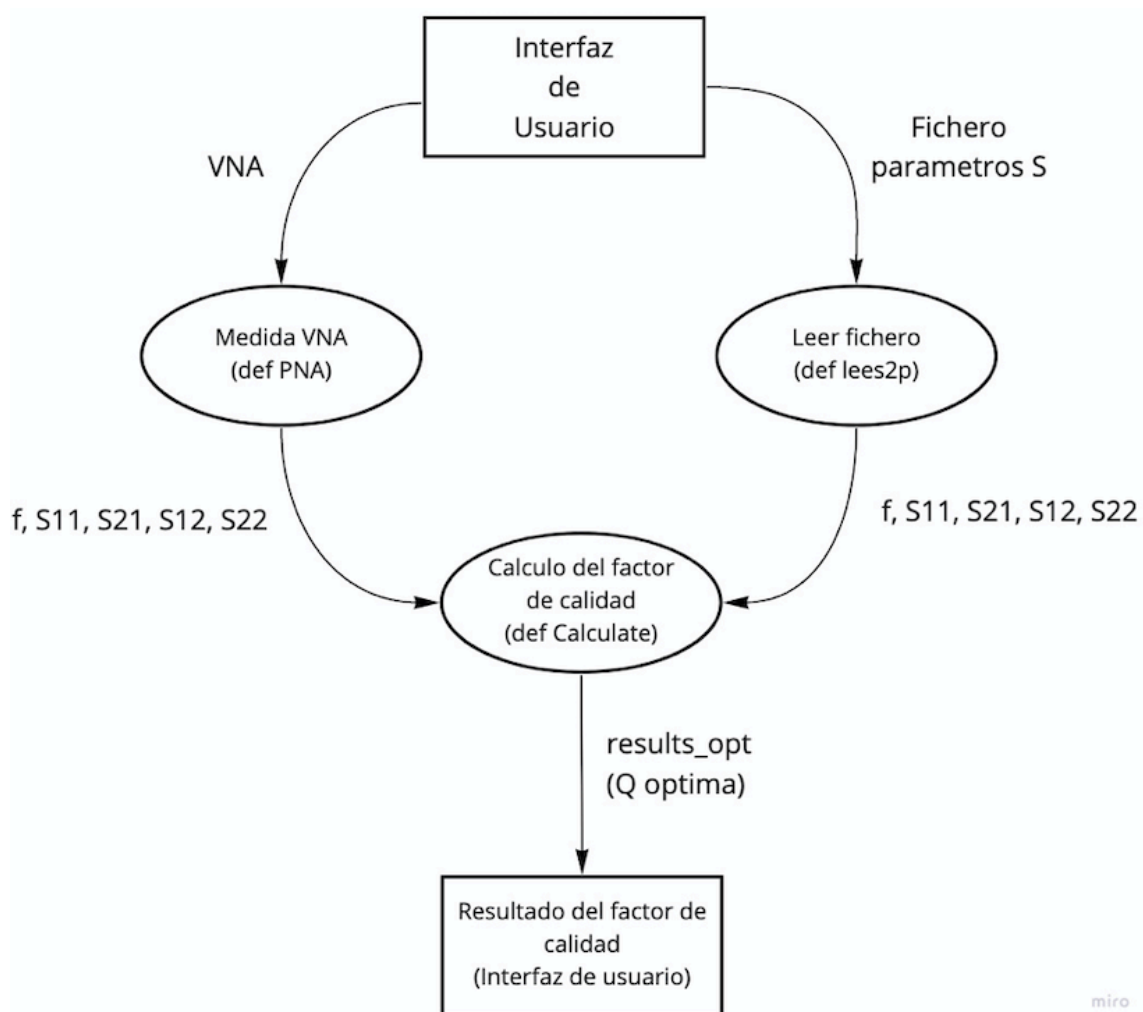 Interfaz
de
Usuario
VNA
Fichero
parametros S
Medida VNA
(def PNA)
Leer fichero
(def lees2p)
f, S11, S21, S12, S22
f, S11, S21, S12, S22
Calculo del factor
de calidad
(def Calculate)
results_opt
(Q optima)
Resultado del factor de
calidad
(Interfaz de usuario)
miro